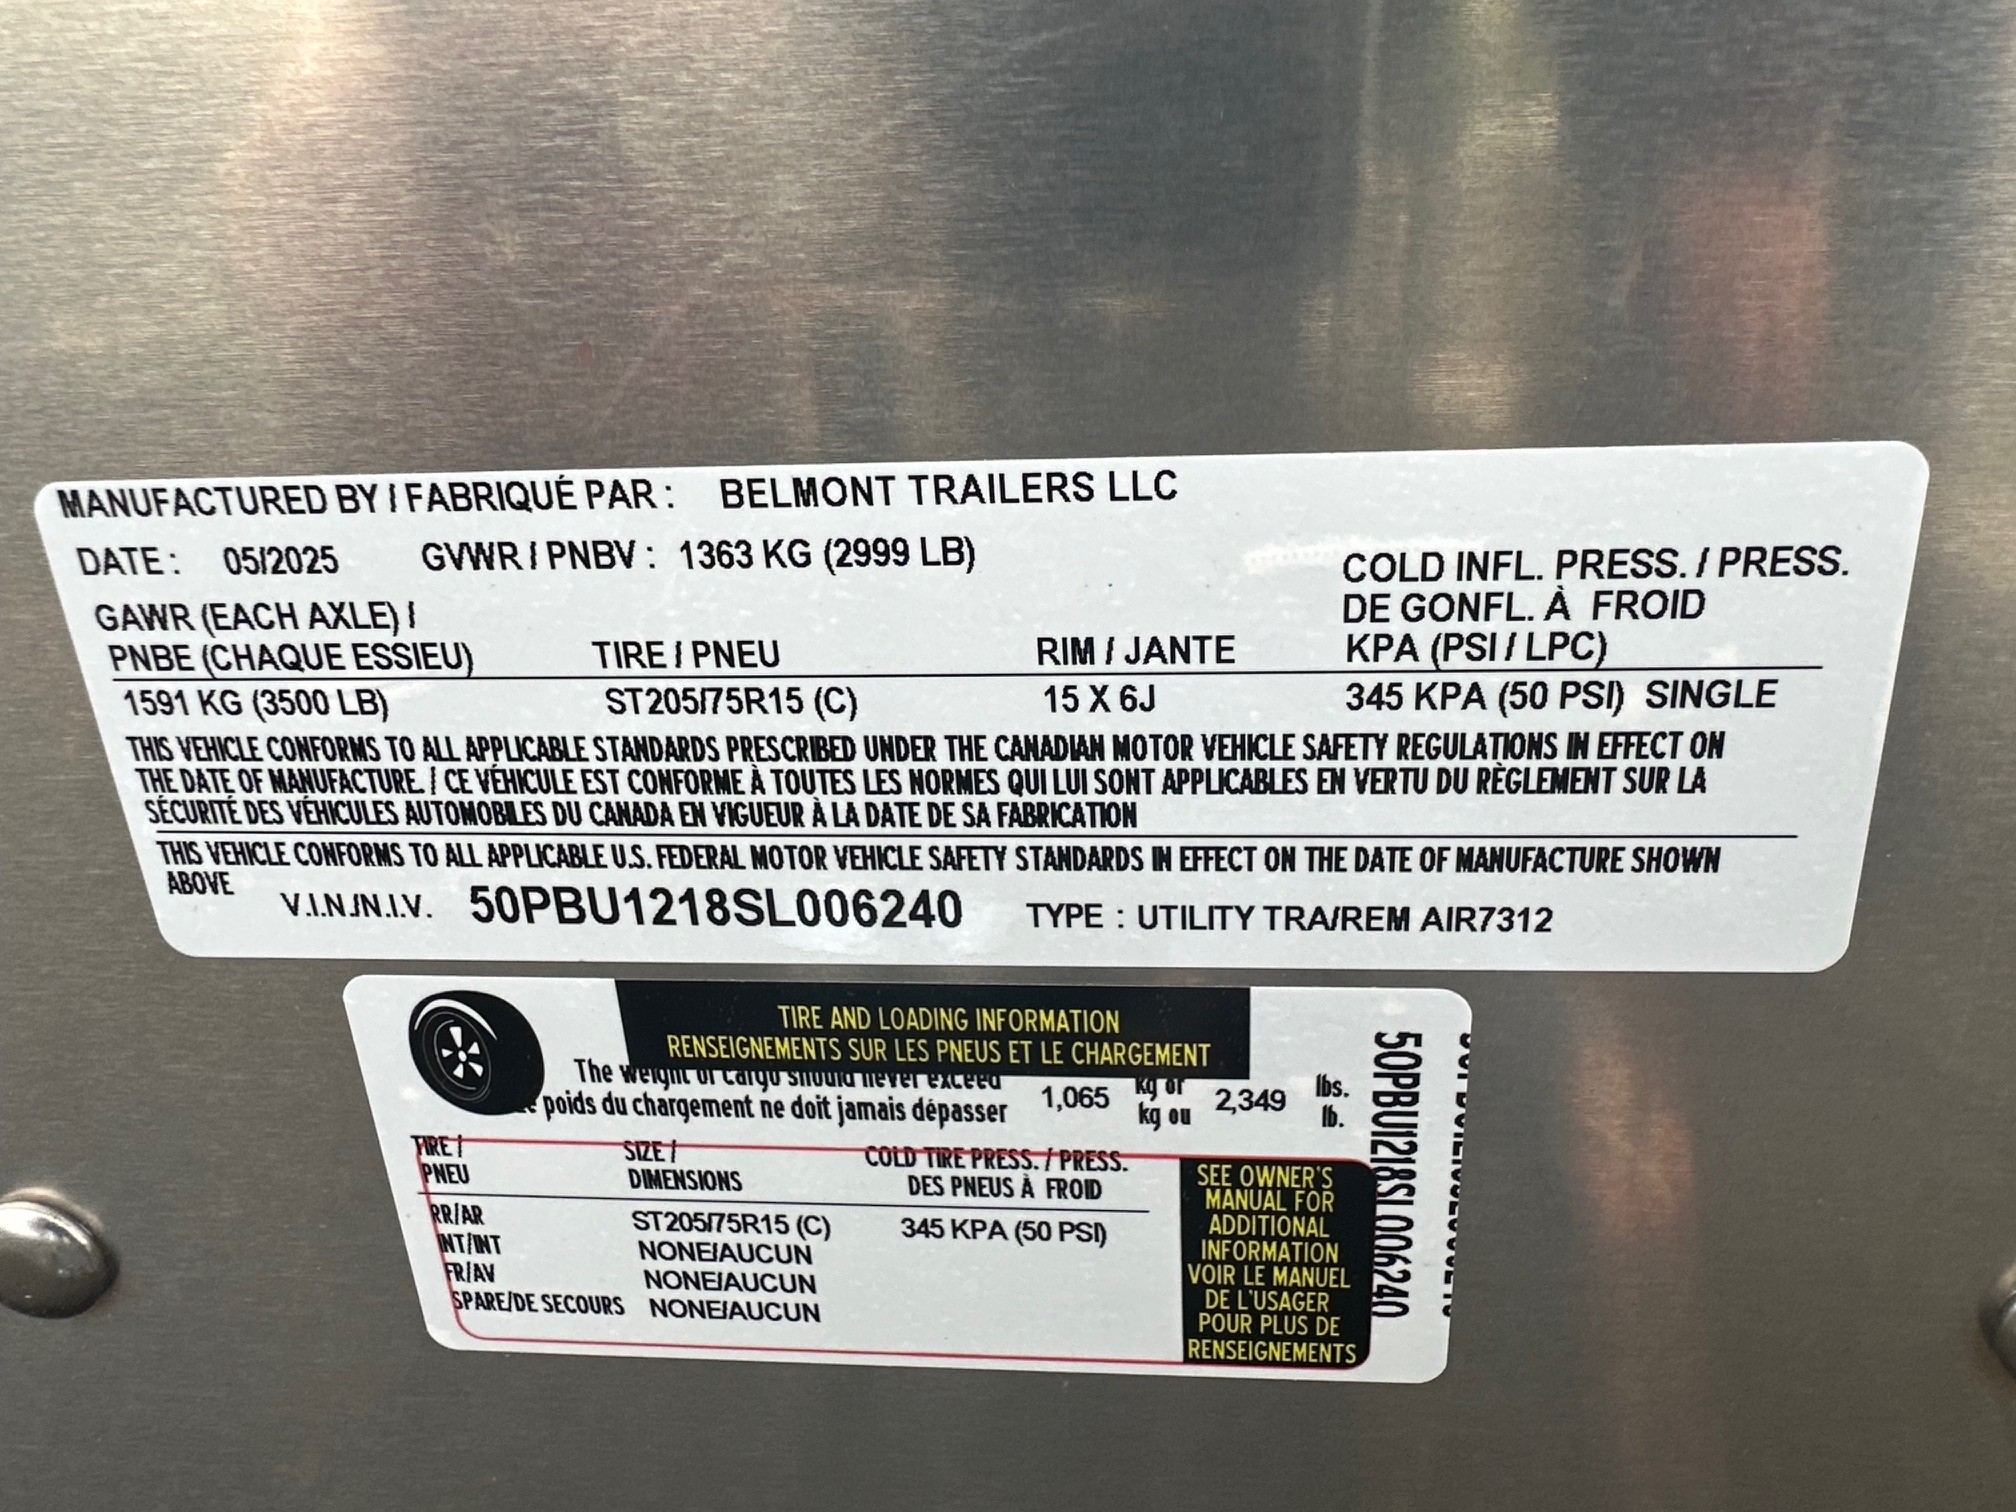 MANUFACTURED BY / FABRIQUÉ PAR : BELMONT TRAILERS LLC
DATE : 05/2025 GVWR / PNBV : 1363 KG (2999 LB)
COLD INFL. PRESS. / PRESS.
GAWR (EACH AXLE) / DE GONFL. À FROID
PNBE (CHAQUE ESSIEU) TIRE / PNEU RIM / JANTE KPA (PSI / LPC)
1591 KG (3500 LB) ST205/75R15 (C) 15 X 6J 345 KPA (50 PSI) SINGLE
THIS VEHICLE CONFORMS TO ALL APPLICABLE STANDARDS PRESCRIBED UNDER THE CANADIAN MOTOR VEHICLE SAFETY REGULATIONS IN EFFECT ON
THE DATE OF MANUFACTURE. / CE VÉHICULE EST CONFORME À TOUTES LES NORMES QUI LUI SONT APPLICABLES EN VERTU DU RÈGLEMENT SUR LA
SÉCURITÉ DES VÉHICULES AUTOMOBILES DU CANADA EN VIGUEUR À LA DATE DE SA FABRICATION
THIS VEHICLE CONFORMS TO ALL APPLICABLE U.S. FEDERAL MOTOR VEHICLE SAFETY STANDARDS IN EFFECT ON THE DATE OF MANUFACTURE SHOWN
ABOVE
V.I.N./N.I.V. 50PBU1218SL006240 TYPE : UTILITY TRA/REM AIR7312
TIRE AND LOADING INFORMATION
RENSEIGNEMENTS SUR LES PNEUS ET LE CHARGEMENT
The weight of cargo should never exceed kg or lbs.
poids du chargement ne doit jamais dépasser 1,065 kg ou 2,349 lb.
TIRE / SIZE / COLD TIRE PRESS. / PRESS.
PNEU DIMENSIONS DES PNEUS À FROID
RR/AR ST205/75R15 (C) 345 KPA (50 PSI)
INT/INT NONE/AUCUN
FR/AV NONE/AUCUN
SPARE/DE SECOURS NONE/AUCUN
SEE OWNER'S
MANUAL FOR
ADDITIONAL
INFORMATION
VOIR LE MANUEL
DE L'USAGER
POUR PLUS DE
RENSEIGNEMENTS
50PBU1218SL006240